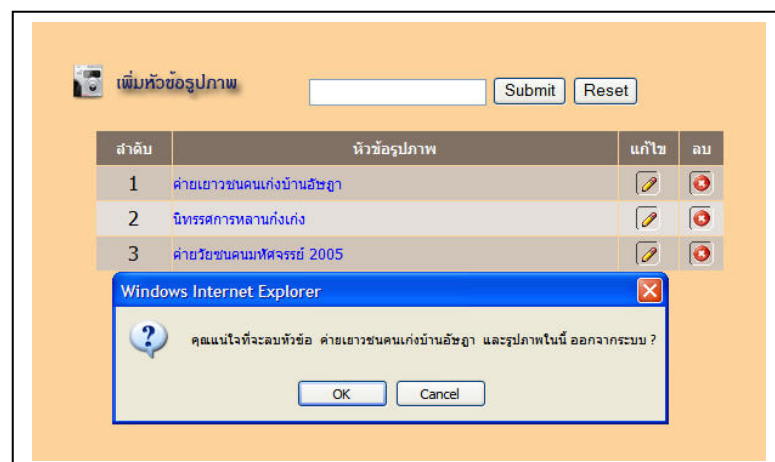 เพิ่มหัวข้อรูปภาพ Submit Reset
ลำดับ หัวข้อรูปภาพ แก้ไข ลบ
1 ค่ายเยาวชนคนเก่งบ้านอัษฎา
2 นิทรรศการหลานก๋งเก่ง
3 ค่ายวัยชนคนมหัศจรรย์ 2005
Windows Internet Explorer
คุณแน่ใจที่จะลบหัวข้อ ค่ายเยาวชนคนเก่งบ้านอัษฎา และรูปภาพในนี้ ออกจากระบบ ?
OK Cancel